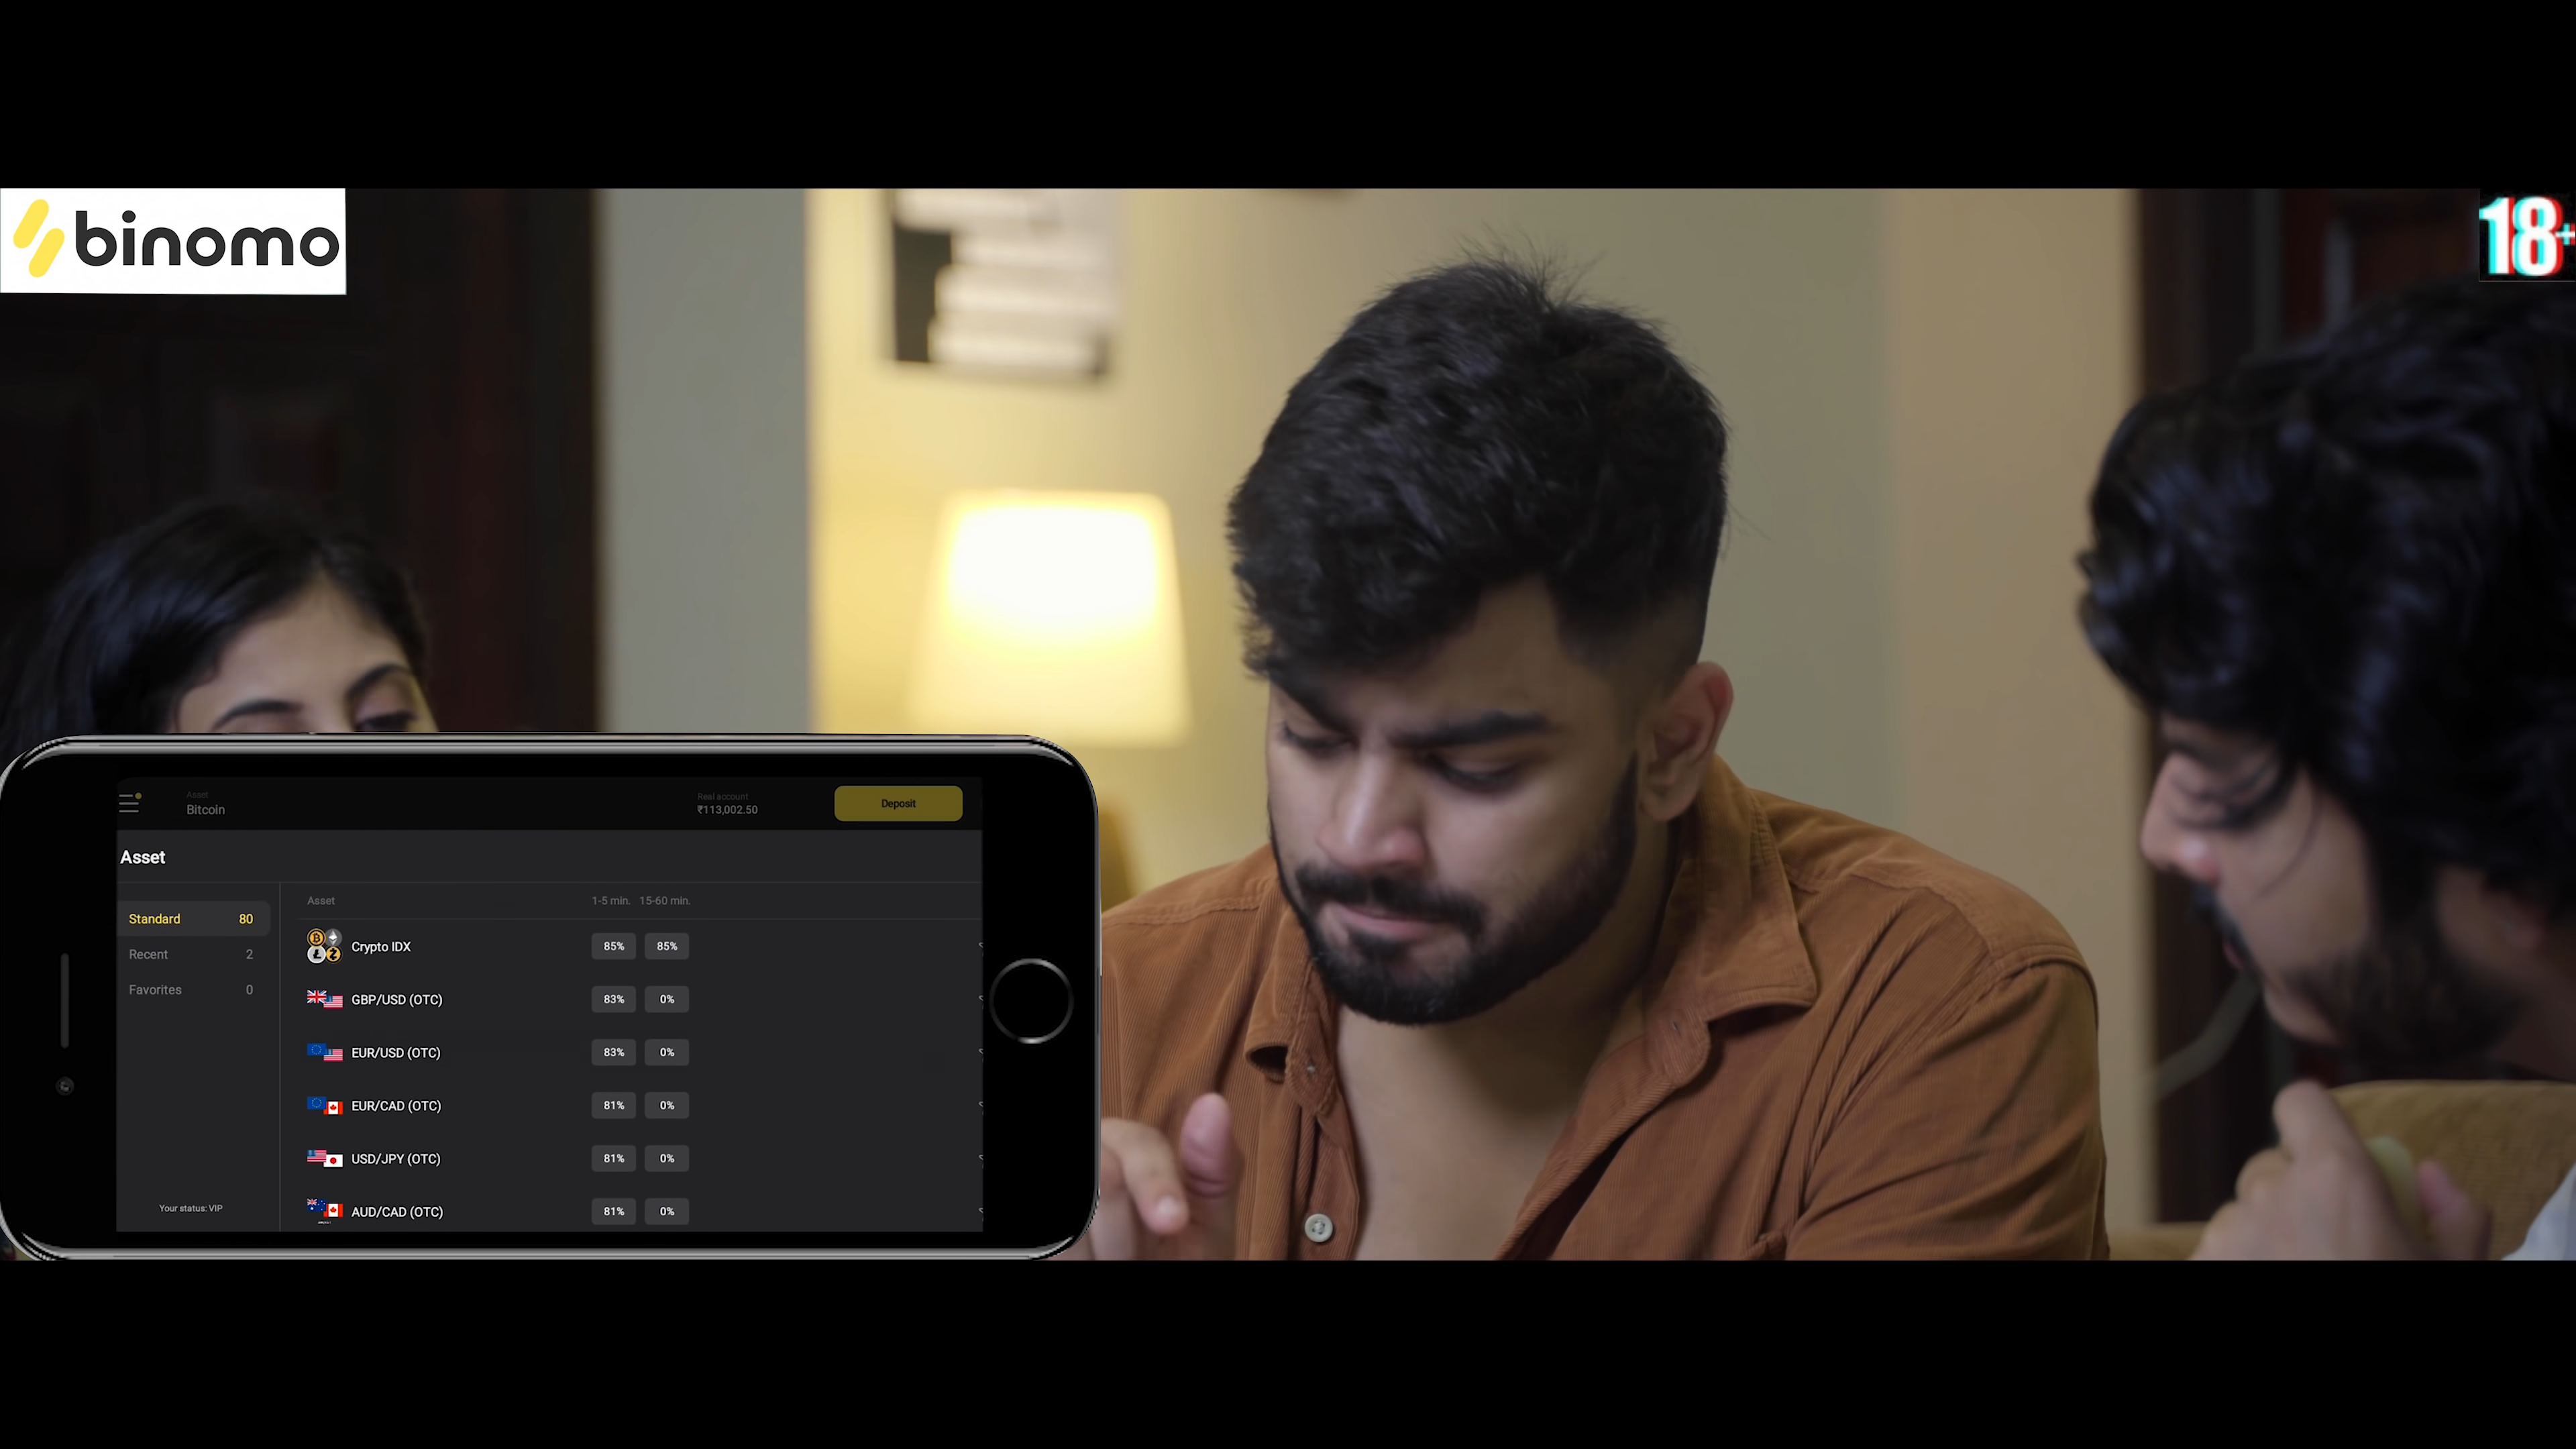 binomo
18+
Asset
Bitcoin
Real account
₹113,002.50
Deposit
Asset
Standard 80
Recent 2
Favorites 0
Your status: VIP
Asset 1-5 min. 15-60 min.
Crypto IDX 85% 85%
GBP/USD (OTC) 83% 0%
EUR/USD (OTC) 83% 0%
EUR/CAD (OTC) 81% 0%
USD/JPY (OTC) 81% 0%
AUD/CAD (OTC) 81% 0%